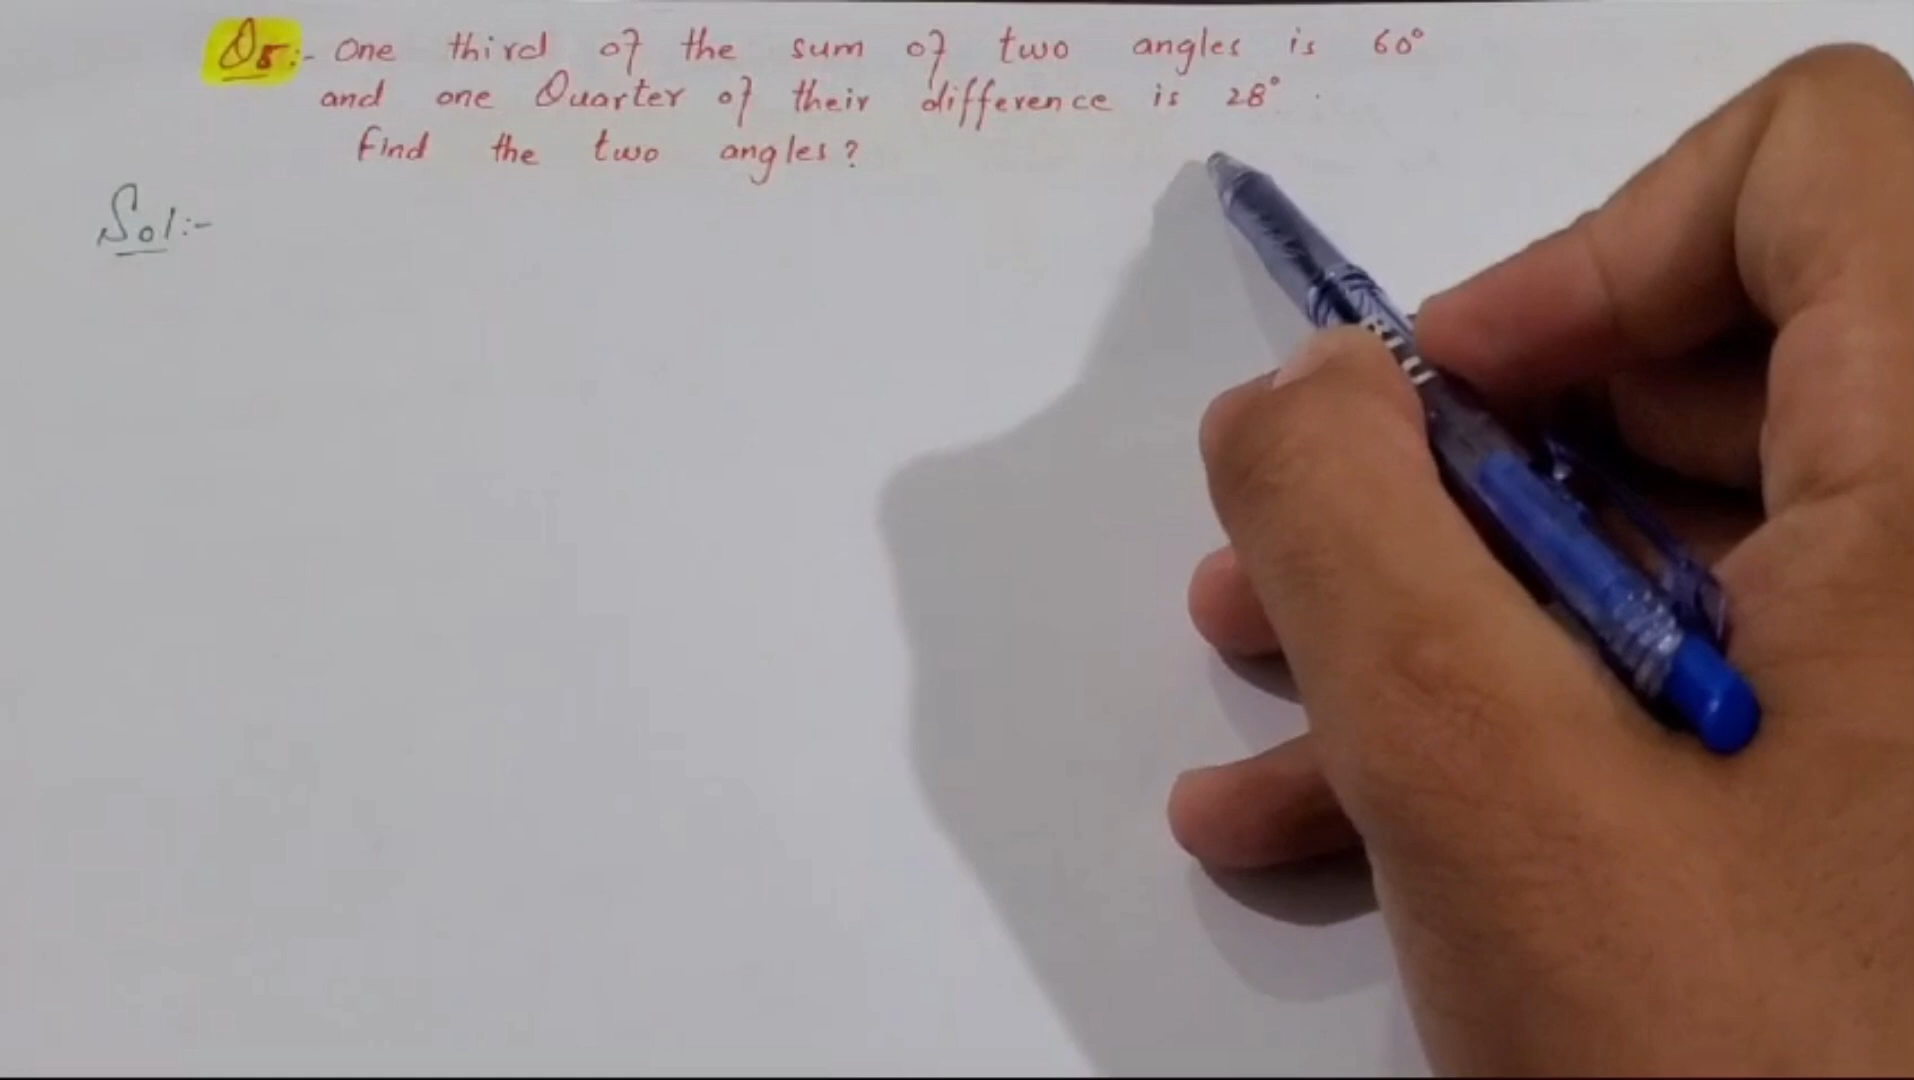 Q5:- One third of the sum of two angles is 60°
and one Quarter of their difference is 28°.
Find the two angles?
Sol:-